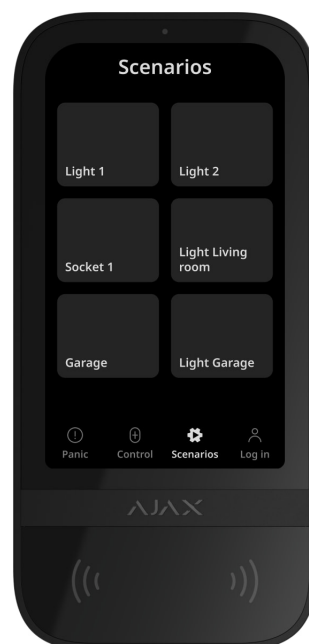 Scenarios
Light 1
Light 2
Socket 1
Light Living
room
Garage
Light Garage
Panic
Control
Scenarios
Log in
AJAX